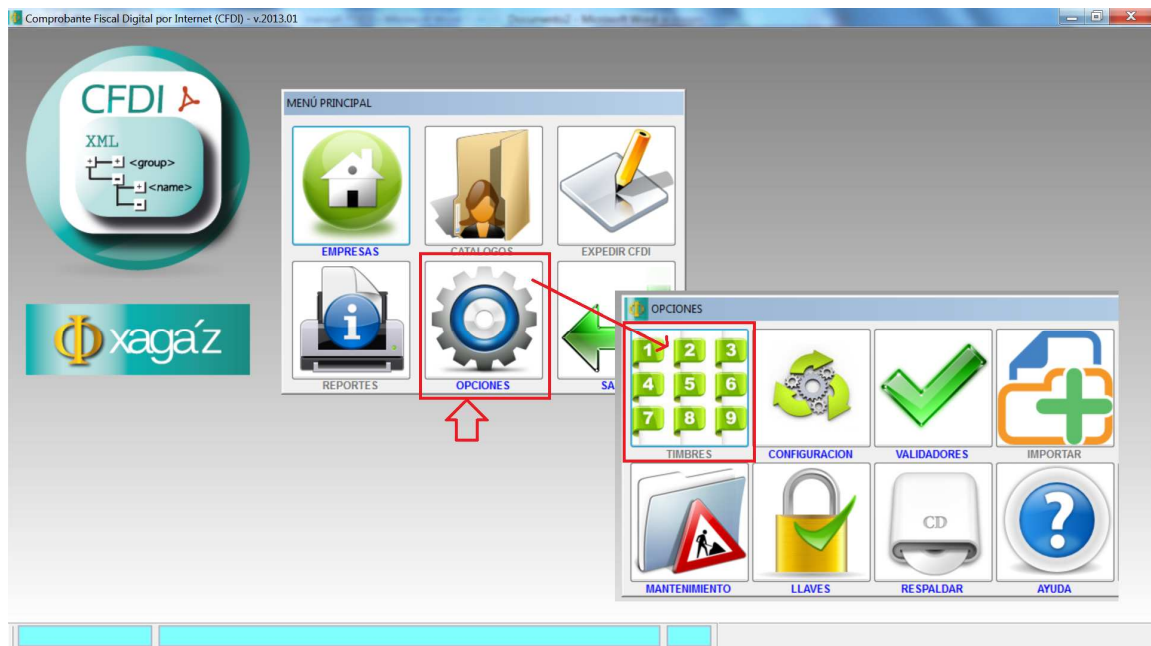 Comprobante Fiscal Digital por Internet (CFDI) - v.2013.01
CFDI
XML
<group>
<name>
xagáz
MENÚ PRINCIPAL
EMPRESAS
CATALOGOS
EXPEDIR CFDI
REPORTES
OPCIONES
SA
OPCIONES
1 2 3
4 5 6
7 8 9
TIMBRES
CONFIGURACION
VALIDADORES
IMPORTAR
CD
MANTENIMIENTO
LLAVES
RESPALDAR
AYUDA